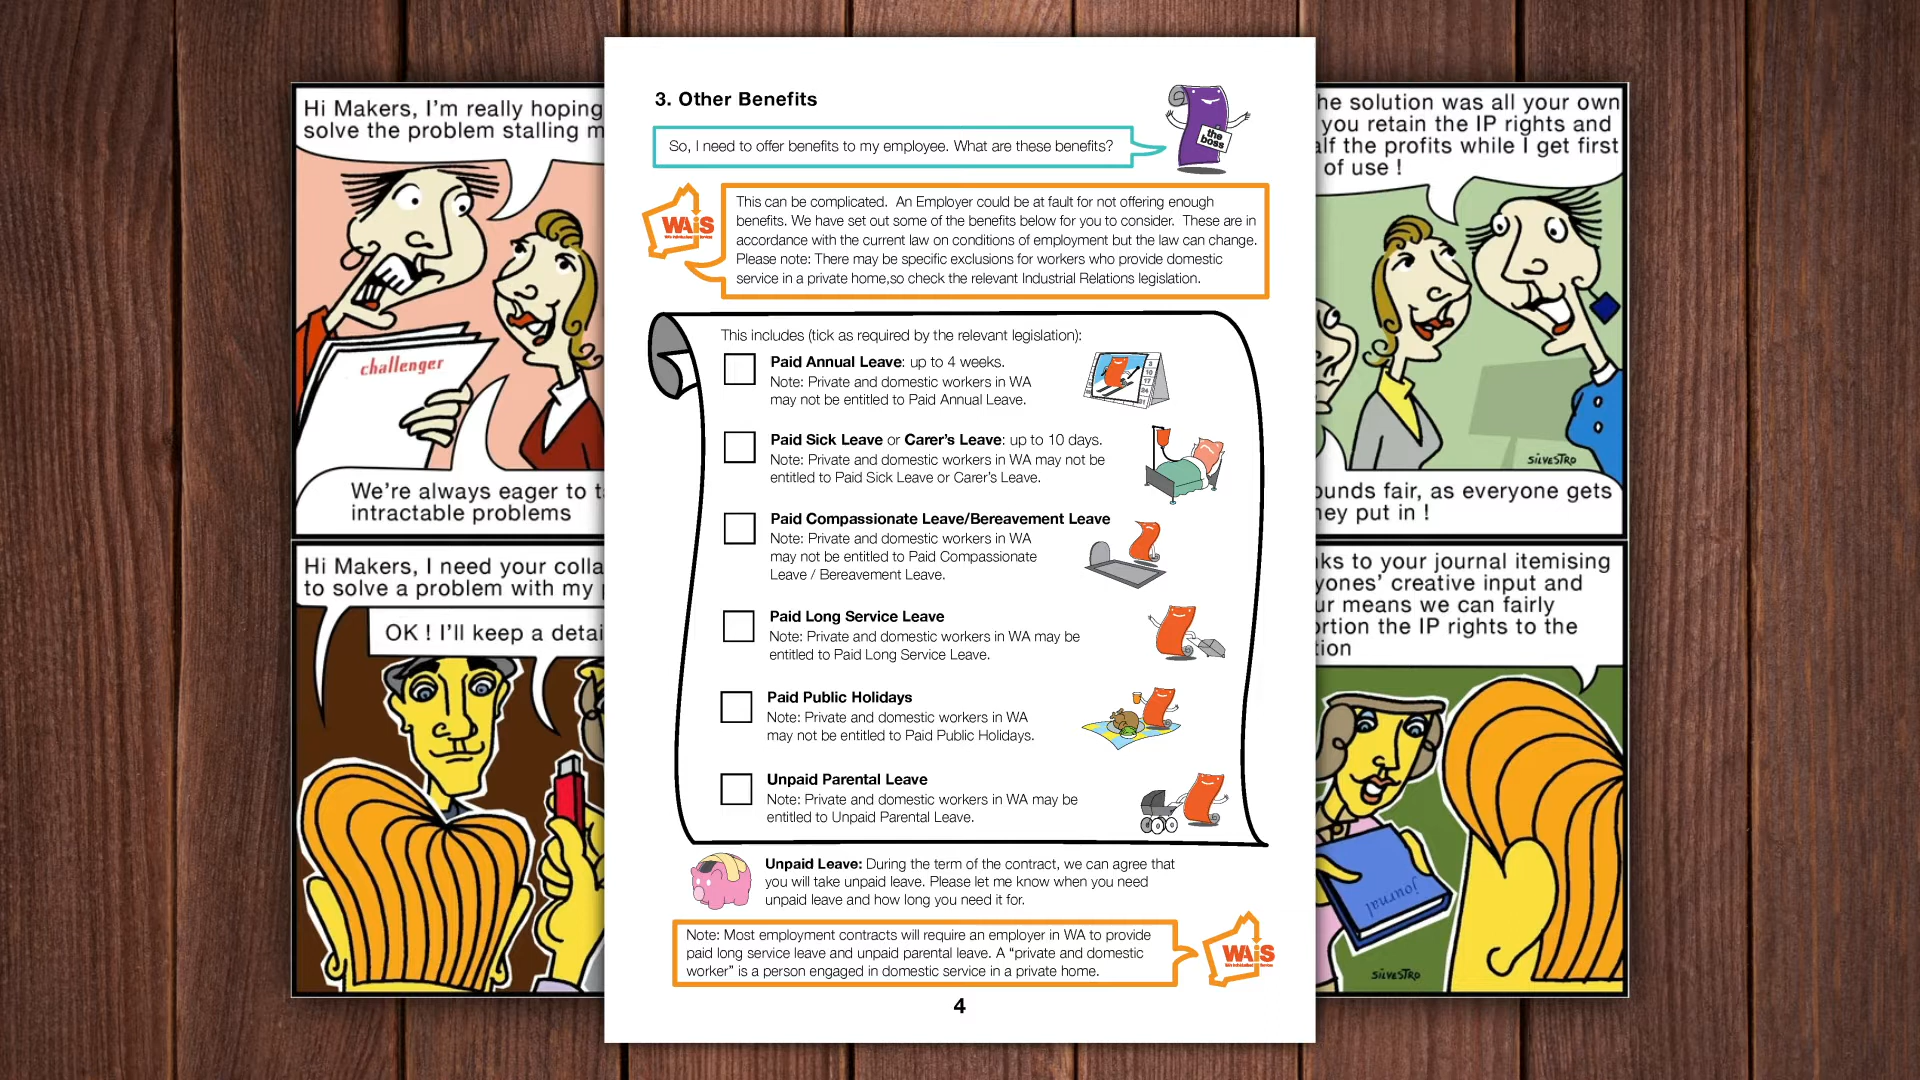 Hi Makers, I'm really hoping
solve the problem stalling m
challenger
We're always eager to t
intractable problems
Hi Makers, I need your colla
to solve a problem with my
OK ! I'll keep a detai
3. Other Benefits
So, I need to offer benefits to my employee. What are these benefits?
the
boss
WAiS
This can be complicated. An Employer could be at fault for not offering enough
benefits. We have set out some of the benefits below for you to consider. These are in
accordance with the current law on conditions of employment but the law can change.
Please note: There may be specific exclusions for workers who provide domestic
service in a private home,so check the relevant Industrial Relations legislation.
This includes (tick as required by the relevant legislation):
Paid Annual Leave: up to 4 weeks.
Note: Private and domestic workers in WA
may not be entitled to Paid Annual Leave.
Paid Sick Leave or Carer's Leave: up to 10 days.
Note: Private and domestic workers in WA may not be
entitled to Paid Sick Leave or Carer's Leave.
Paid Compassionate Leave/Bereavement Leave
Note: Private and domestic workers in WA
may not be entitled to Paid Compassionate
Leave / Bereavement Leave.
Paid Long Service Leave
Note: Private and domestic workers in WA may be
entitled to Paid Long Service Leave.
Paid Public Holidays
Note: Private and domestic workers in WA
may not be entitled to Paid Public Holidays.
Unpaid Parental Leave
Note: Private and domestic workers in WA may be
entitled to Unpaid Parental Leave.
Unpaid Leave: During the term of the contract, we can agree that
you will take unpaid leave. Please let me know when you need
unpaid leave and how long you need it for.
Note: Most employment contracts will require an employer in WA to provide
paid long service leave and unpaid parental leave. A "private and domestic
worker" is a person engaged in domestic service in a private home.
WAiS
4
he solution was all your own
you retain the IP rights and
alf the profits while I get first
of use !
SILVESTRO
ounds fair, as everyone gets
hey put in !
ks to your journal itemising
yones' creative input and
ur means we can fairly
ortion the IP rights to the
tion
journal
SILVESTRO